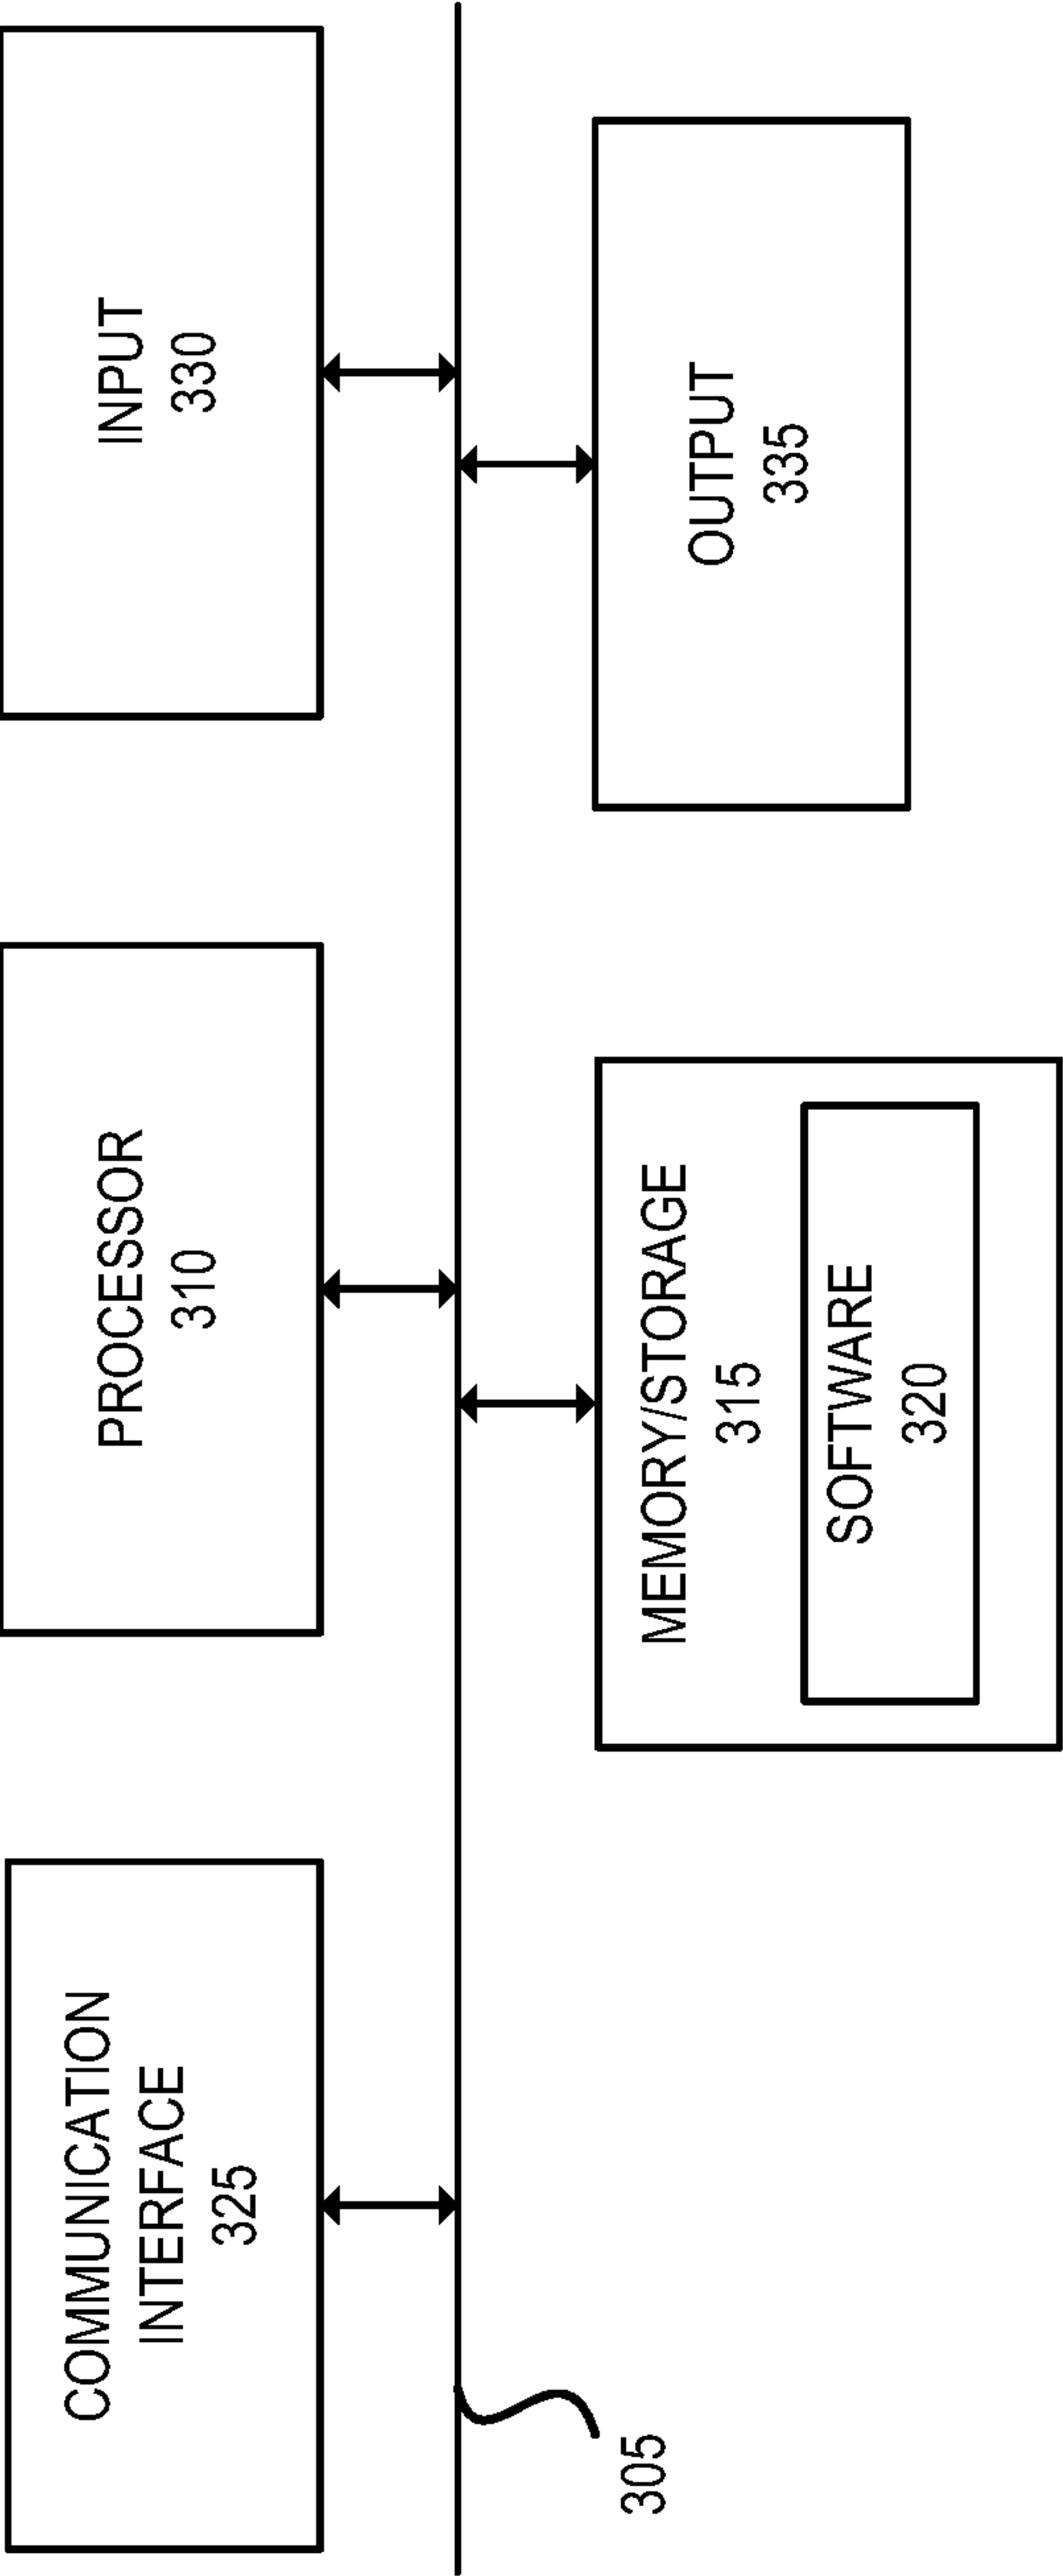 COMMUNICATION
INTERFACE
325
PROCESSOR
310
INPUT
330
305
MEMORY/STORAGE
315
SOFTWARE
320
OUTPUT
335